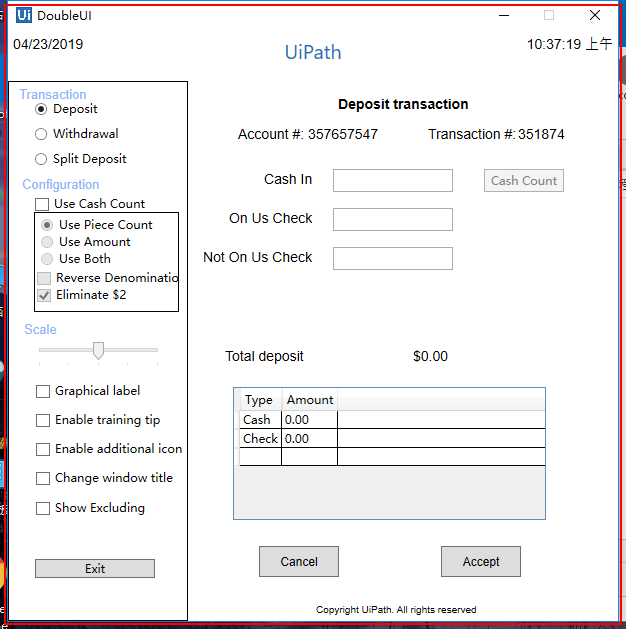 Ui DoubleUI
04/23/2019
UiPath
10:37:19 上午
Transaction
Deposit
Withdrawal
Split Deposit
Configuration
Use Cash Count
Use Piece Count
Use Amount
Use Both
Reverse Denominatio
Eliminate $2
Scale
Graphical label
Enable training tip
Enable additional icon
Change window title
Show Excluding
Exit
Deposit transaction
Account #: 357657547 Transaction #: 351874
Cash In
Cash Count
On Us Check
Not On Us Check
Total deposit $0.00
Type Amount
Cash 0.00
Check 0.00
Cancel Accept
Copyright UiPath. All rights reserved